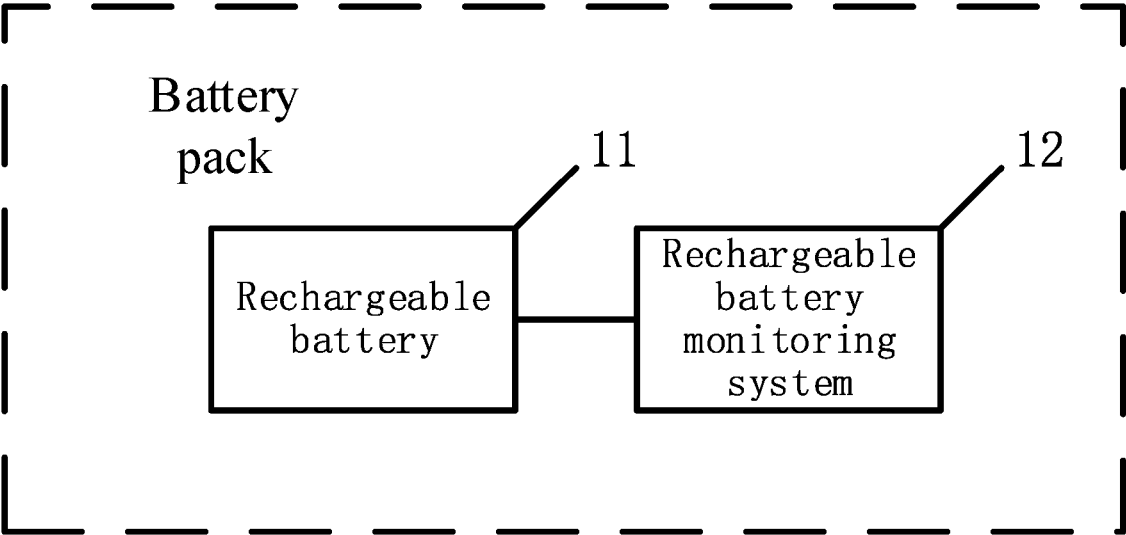 Battery
pack
11
12
Rechargeable
battery
Rechargeable
battery
monitoring
system